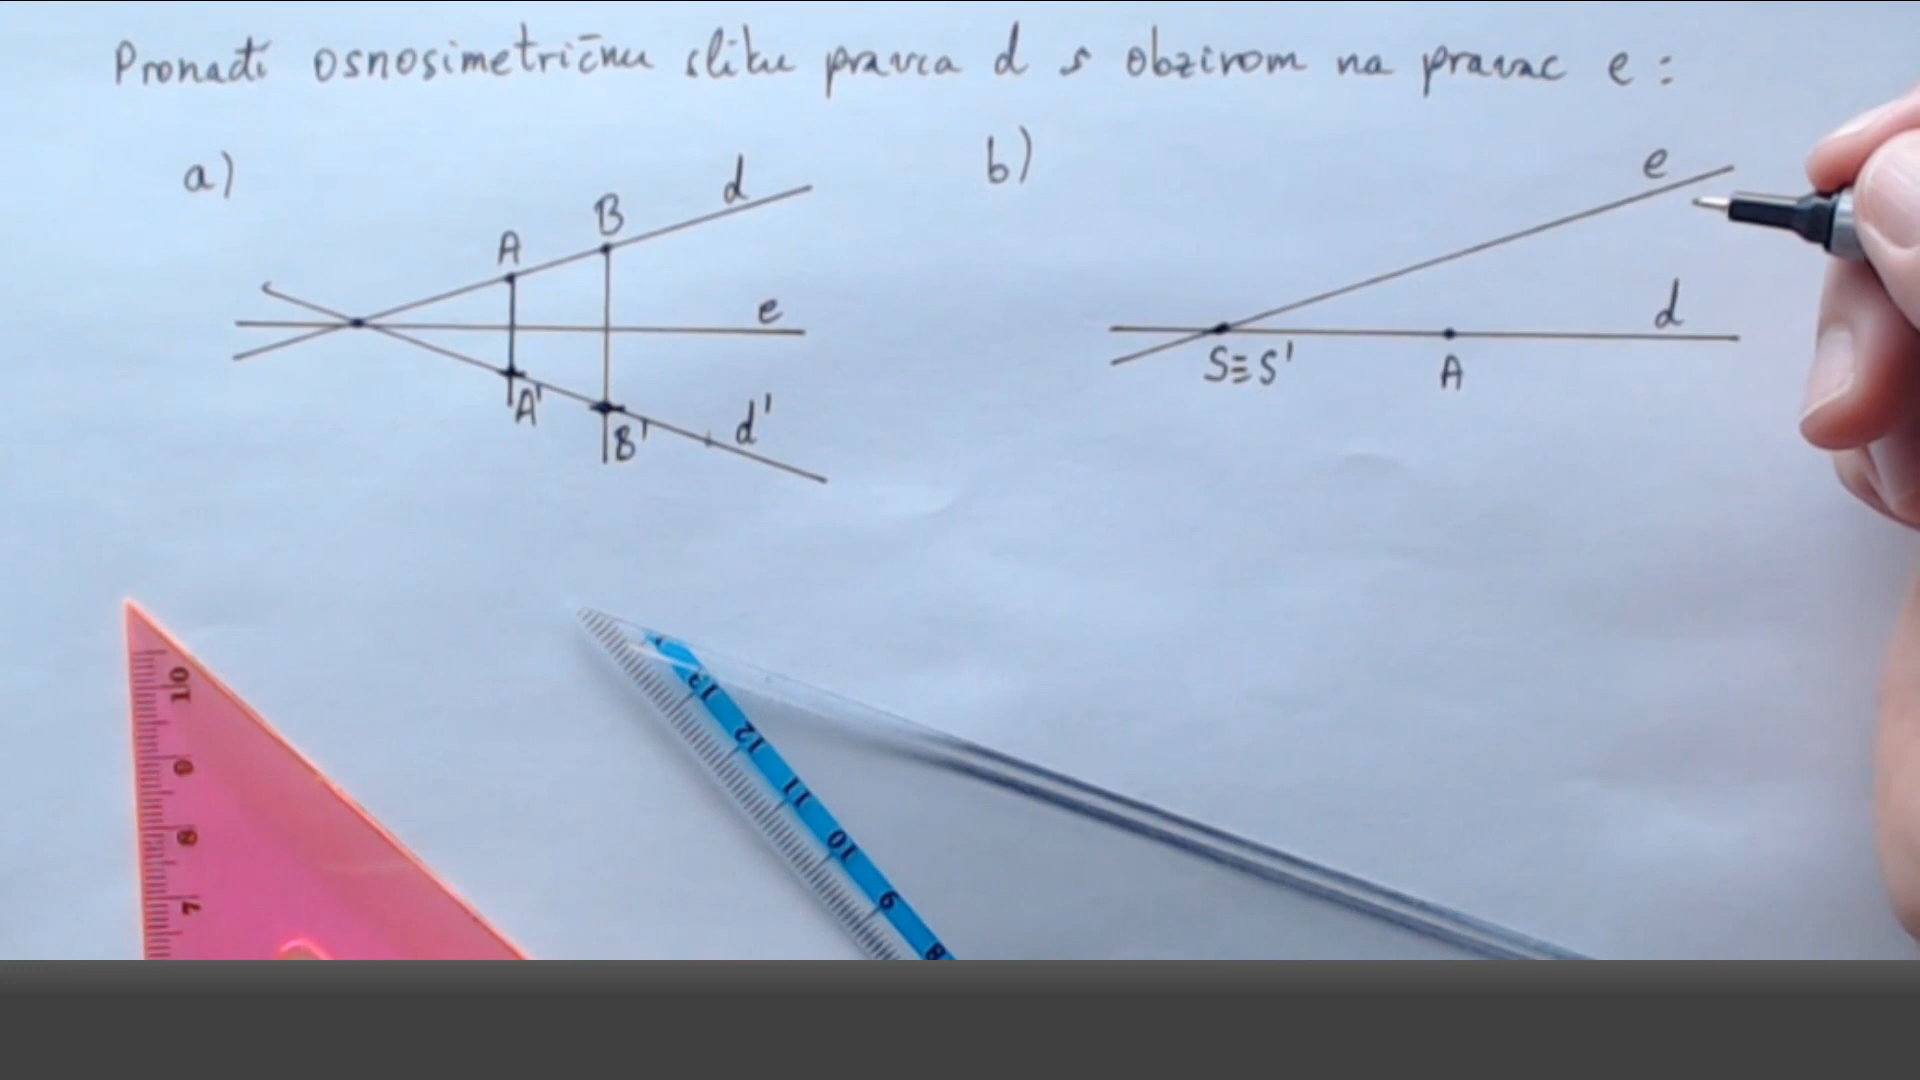 Pronađi osnosimetričnu sliku pravca d s obzirom na pravac e :
a)
b)
A
B
d
e
A'
B'
d'
e
d
S≡S'
A
10
9
8
7
13
12
11
10
9
8